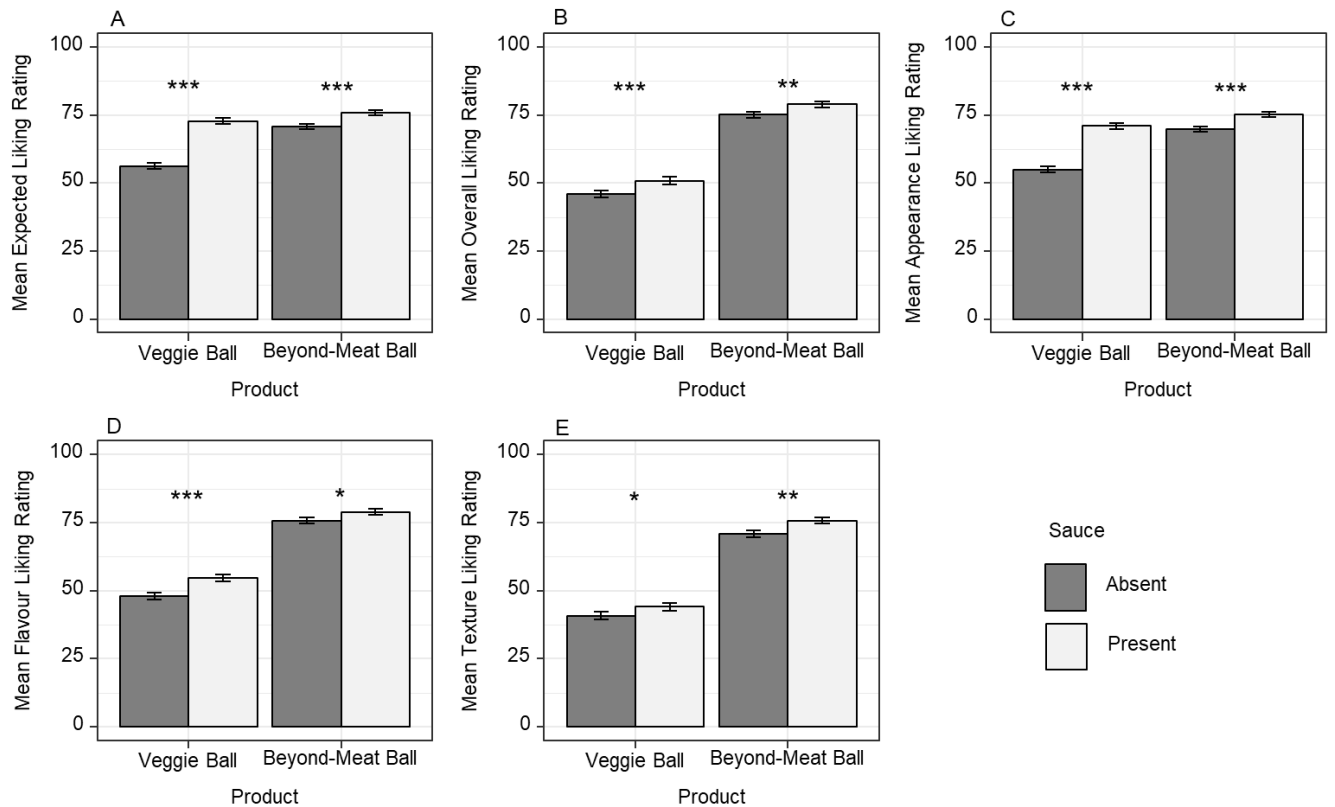 A
Mean Expected Liking Rating
100
75
50
25
0
***
***
Veggie Ball
Beyond-Meat Ball
Product
B
Mean Overall Liking Rating
100
75
50
25
0
***
**
Veggie Ball
Beyond-Meat Ball
Product
C
Mean Appearance Liking Rating
100
75
50
25
0
***
***
Veggie Ball
Beyond-Meat Ball
Product
D
Mean Flavour Liking Rating
100
75
50
25
0
***
*
Veggie Ball
Beyond-Meat Ball
Product
E
Mean Texture Liking Rating
100
75
50
25
0
*
**
Veggie Ball
Beyond-Meat Ball
Product
Sauce
Absent
Present